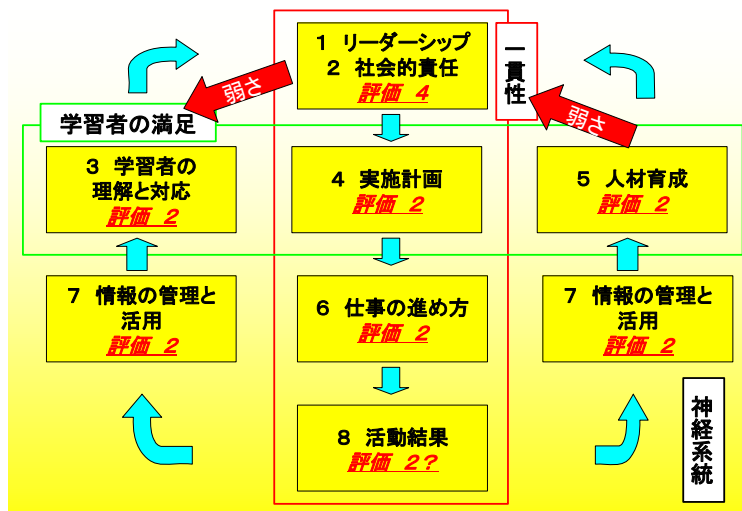 １ リーダーシップ
２ 社会的責任
評価 ４
一貫性
弱さ
弱さ
学習者の満足
３ 学習者の
理解と対応
評価 ２
４ 実施計画
評価 ２
５ 人材育成
評価 ２
７ 情報の管理と
活用
評価 ２
６ 仕事の進め方
評価 ２
７ 情報の管理と
活用
評価 ２
８ 活動結果
評価 ２？
神経系統